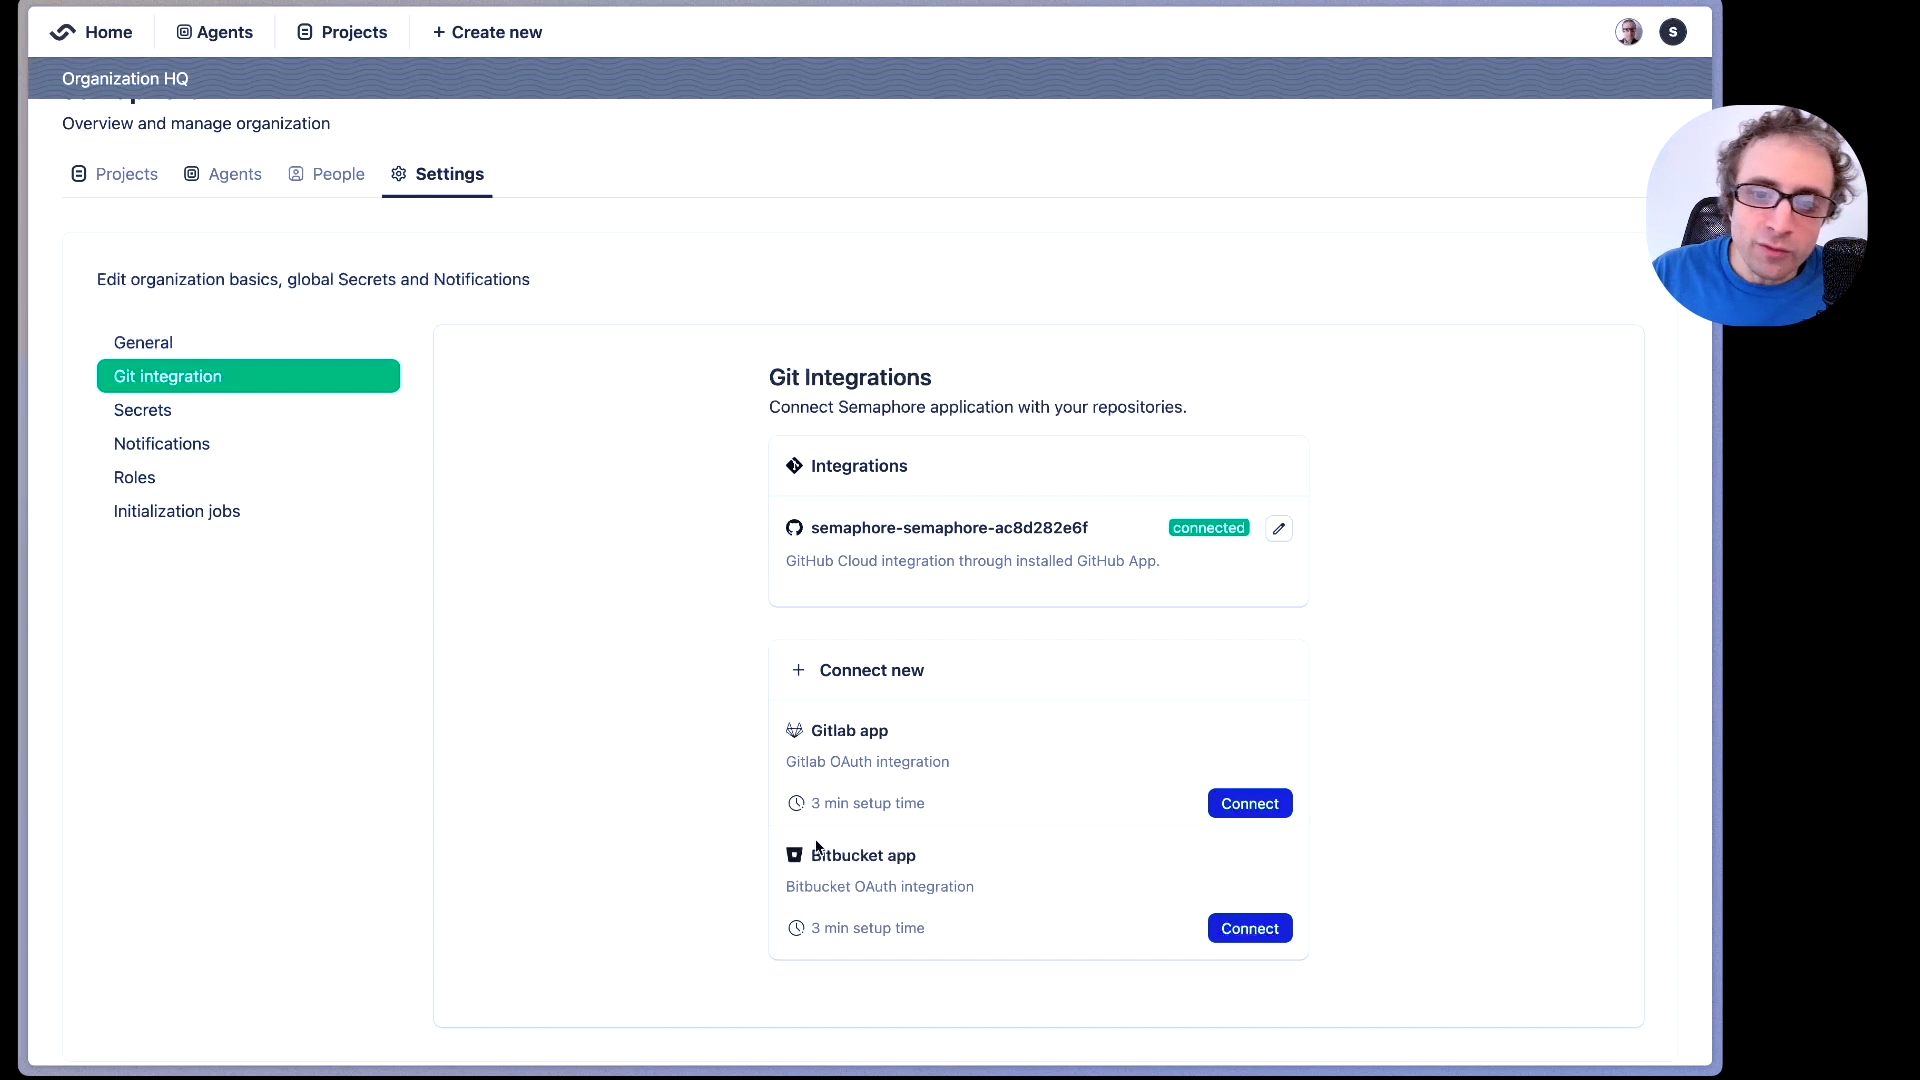 Home
Agents
Projects
+ Create new
S
Organization HQ
Overview and manage organization
Projects
Agents
People
Settings
Edit organization basics, global Secrets and Notifications
General
Git integration
Secrets
Notifications
Roles
Initialization jobs
Git Integrations
Connect Semaphore application with your repositories.
Integrations
semaphore-semaphore-ac8d282e6f
connected
GitHub Cloud integration through installed GitHub App.
+ Connect new
Gitlab app
Gitlab OAuth integration
3 min setup time
Connect
Bitbucket app
Bitbucket OAuth integration
3 min setup time
Connect